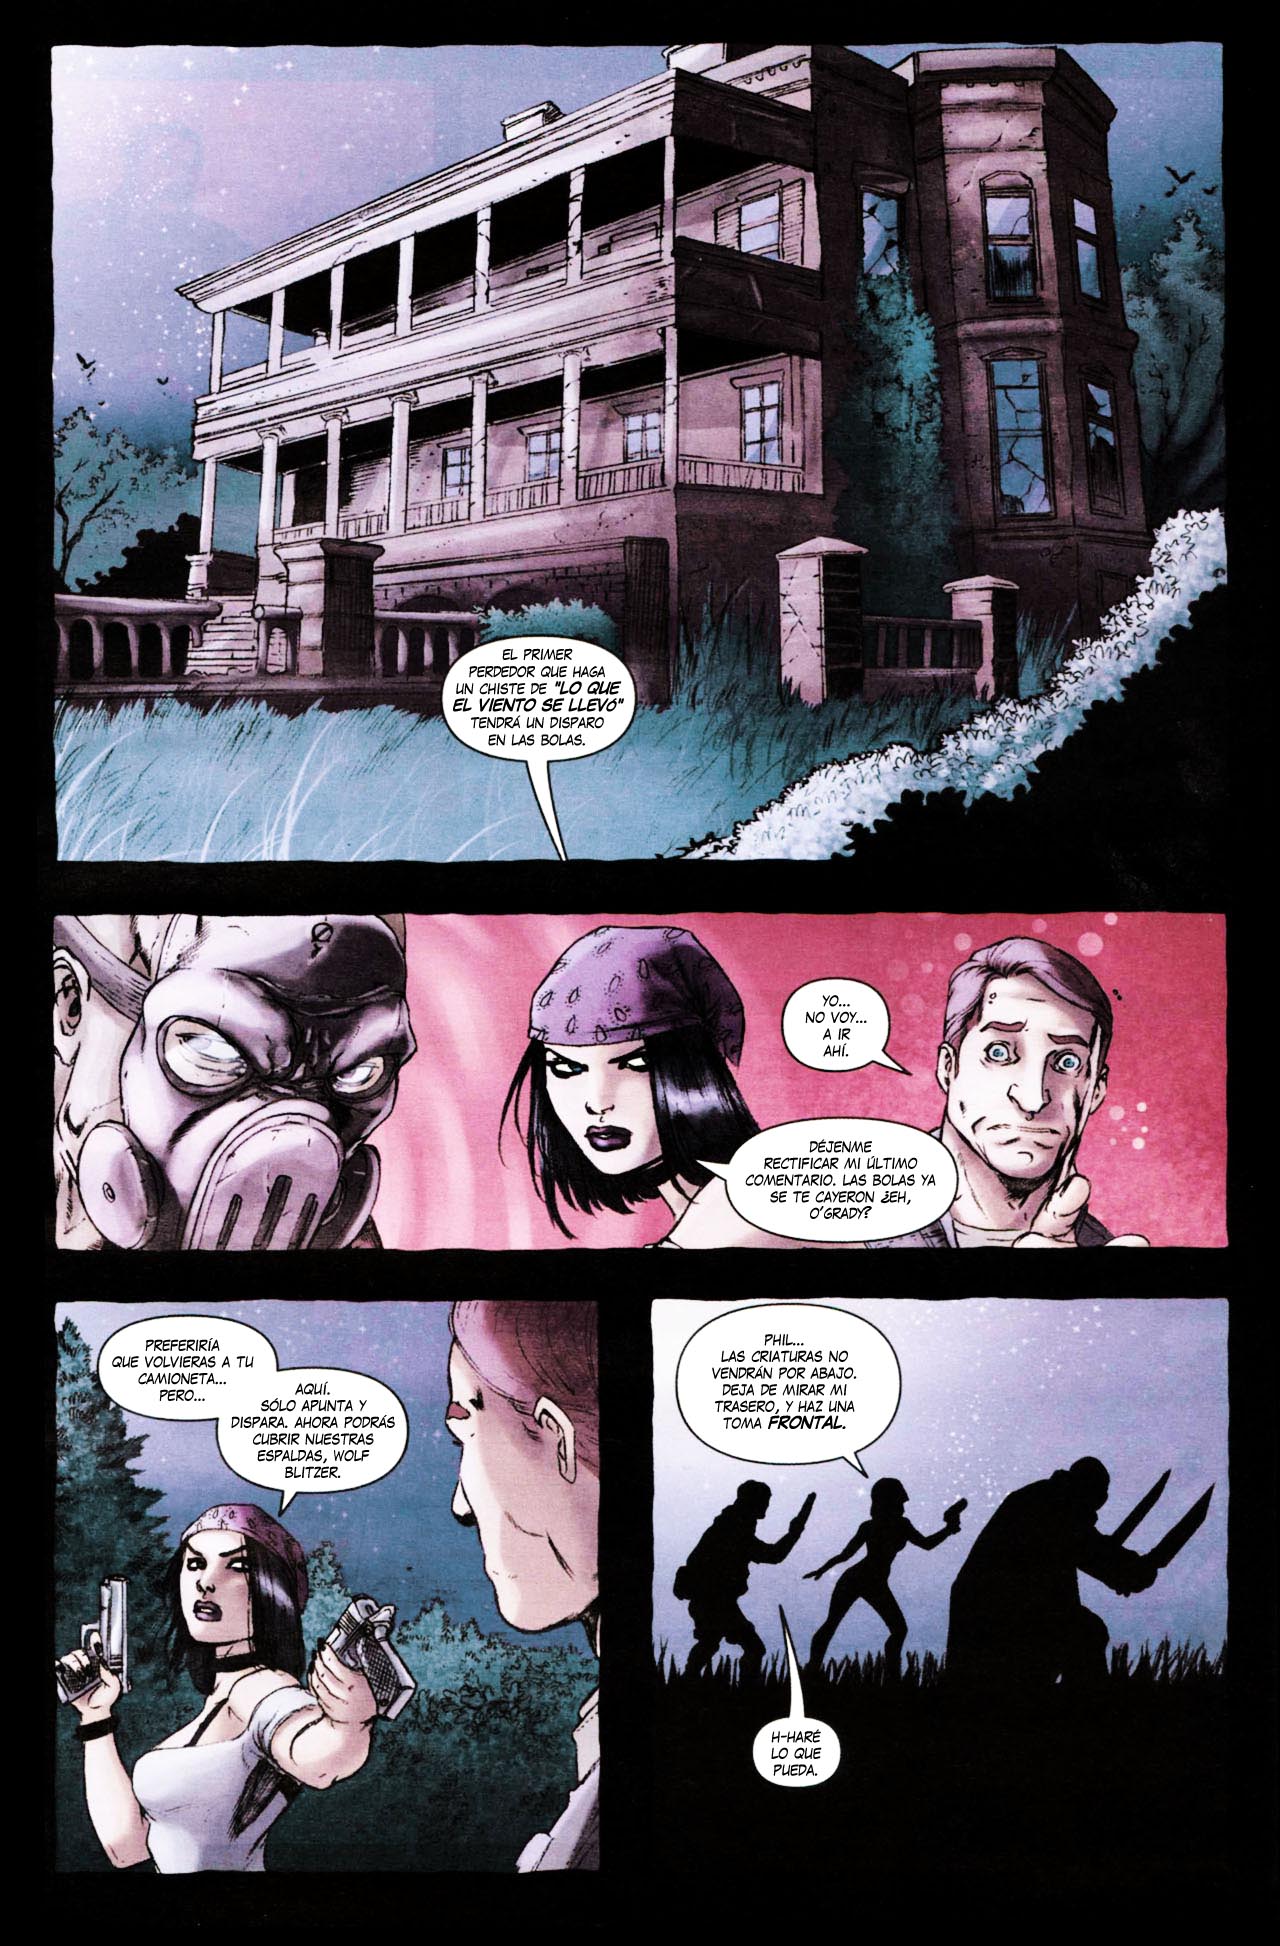 EL PRIMER
PERDEDOR QUE HAGA
UN CHISTE DE "LO QUE
EL VIENTO SE LLEVÓ"
TENDRÁ UN DISPARO
EN LAS BOLAS.
YO...
NO VOY...
A IR
AHÍ.
DÉJENME
RECTIFICAR MI ÚLTIMO
COMENTARIO. LAS BOLAS YA
SE TE CAYERON ¿EH,
O'GRADY?
PREFERIRÍA
QUE VOLVIERAS A TU
CAMIONETA...
PERO...
AQUÍ.
SÓLO APUNTA Y
DISPARA. AHORA PODRÁS
CUBRIR NUESTRAS
ESPALDAS, WOLF
BLITZER.
PHIL...
LAS CRIATURAS NO
VENDRÁN POR ABAJO.
DEJA DE MIRAR MI
TRASERO, Y HAZ UNA
TOMA FRONTAL.
H-HARÉ
LO QUE
PUEDA.